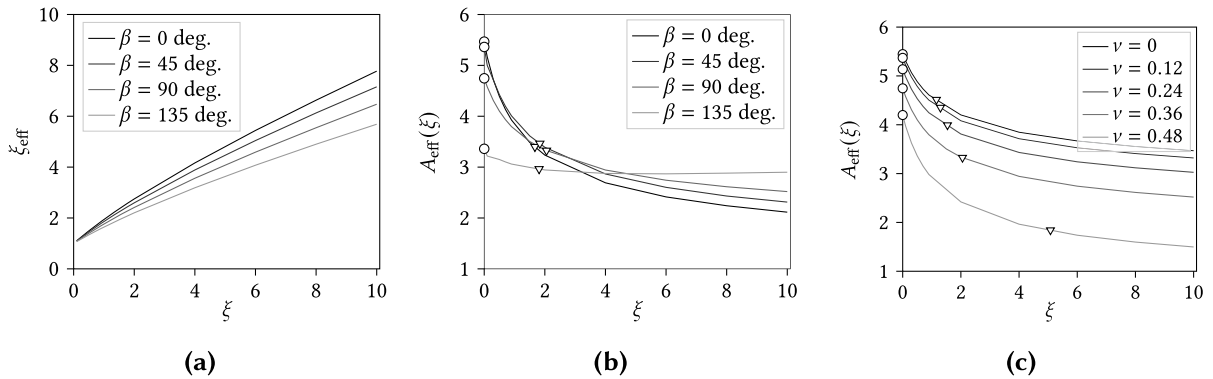 10
8
6
4
2
0
ξeff
β = 0 deg.
β = 45 deg.
β = 90 deg.
β = 135 deg.
0 2 4 6 8 10
ξ
(a)
6
5
4
3
2
1
Aeff(ξ)
β = 0 deg.
β = 45 deg.
β = 90 deg.
β = 135 deg.
0 2 4 6 8 10
ξ
(b)
6
5
4
3
2
1
Aeff(ξ)
ν = 0
ν = 0.12
ν = 0.24
ν = 0.36
ν = 0.48
0 2 4 6 8 10
ξ
(c)